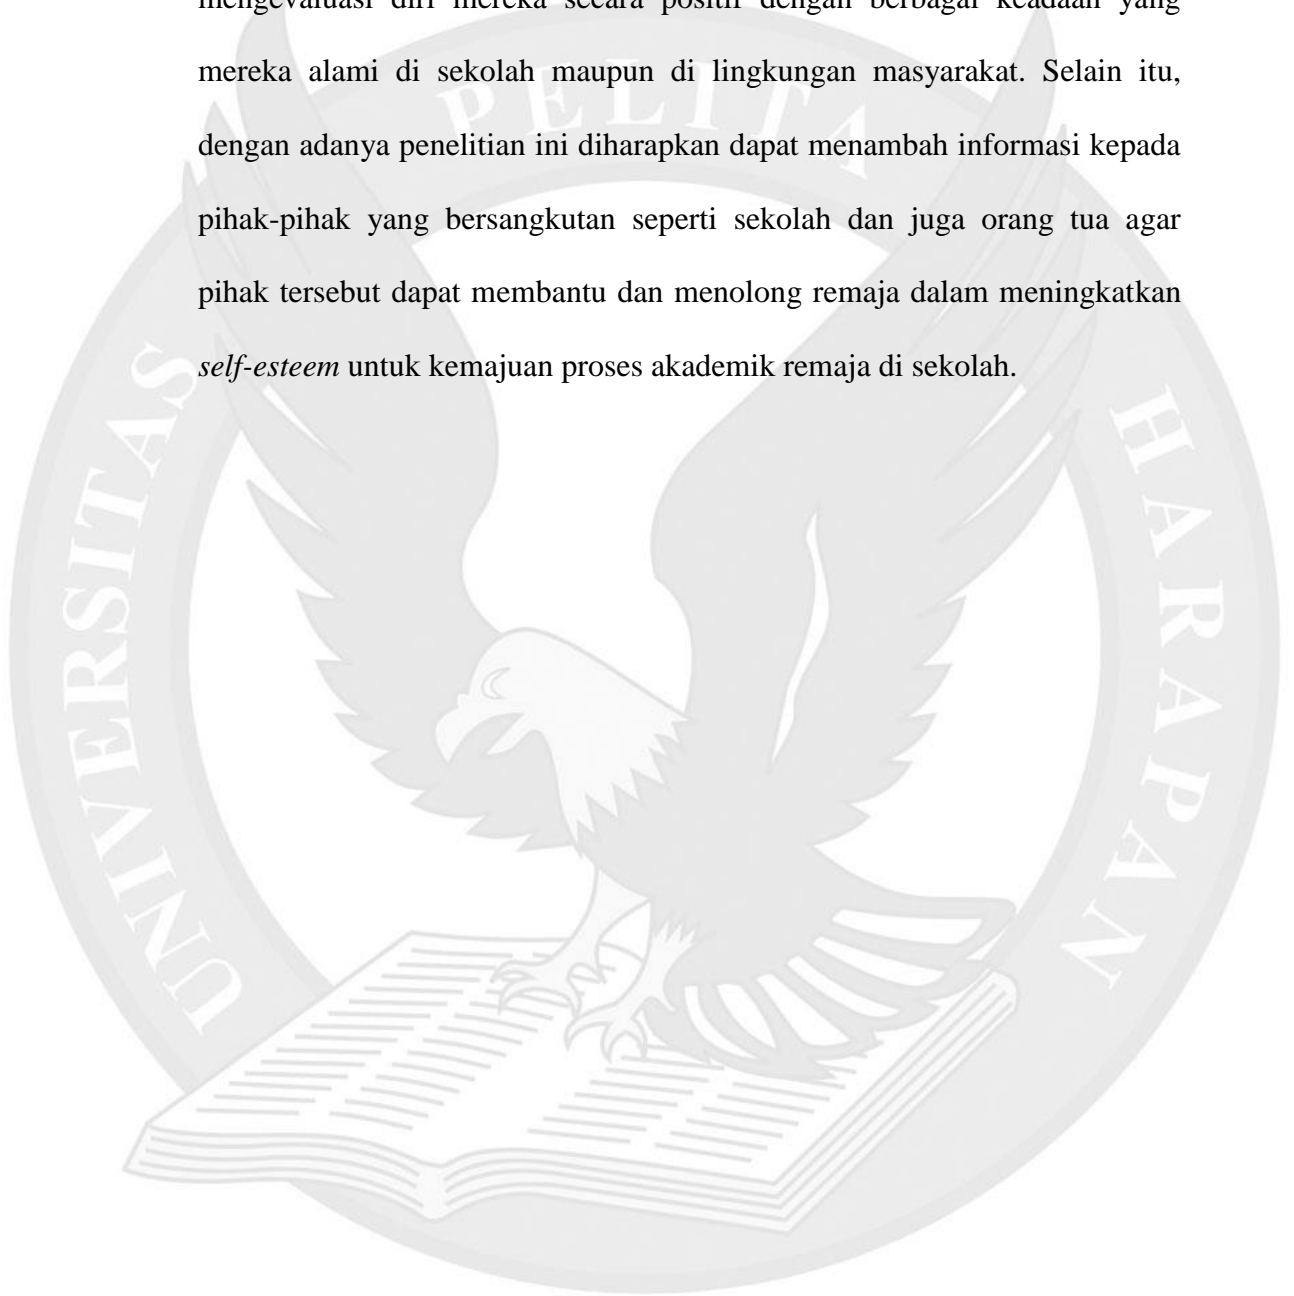 mengevaluasi diri mereka secara positif dengan berbagai keadaan yang
mereka alami di sekolah maupun di lingkungan masyarakat. Selain itu,
dengan adanya penelitian ini diharapkan dapat menambah informasi kepada
pihak-pihak yang bersangkutan seperti sekolah dan juga orang tua agar
pihak tersebut dapat membantu dan menolong remaja dalam meningkatkan
self-esteem untuk kemajuan proses akademik remaja di sekolah.
UNIVERSITAS
PELITA
HARAPAN